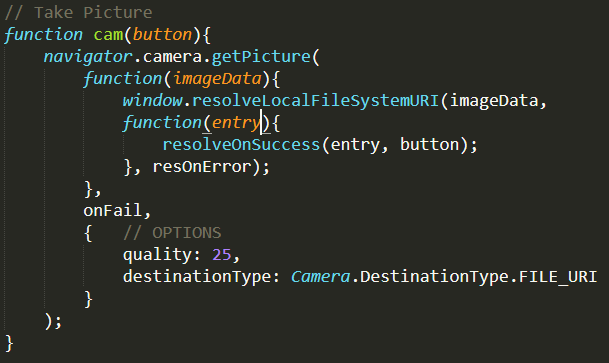 // Take Picture
function cam(button){
    navigator.camera.getPicture(
        function(imageData){
            window.resolveLocalFileSystemURI(imageData,
            function(entry){
                resolveOnSuccess(entry, button);
            }, resOnError);
        },
        onFail,
        {   // OPTIONS
            quality: 25,
            destinationType: Camera.DestinationType.FILE_URI
        }
    );
}